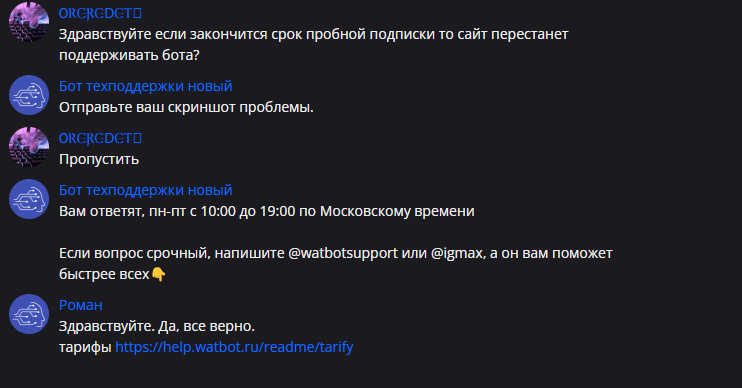 Здравствуйте если закончится срок пробной подписки то сайт перестанет
поддерживать бота?
Бот техподдержки новый
Отправьте ваш скриншот проблемы.
Пропустить
Бот техподдержки новый
Вам ответят, пн-пт с 10:00 до 19:00 по Московскому времени
Если вопрос срочный, напишите @watbotsupport или @igmax, а он вам поможет
быстрее всех👇
Роман
Здравствуйте. Да, все верно.
тарифы https://help.watbot.ru/readme/tarify